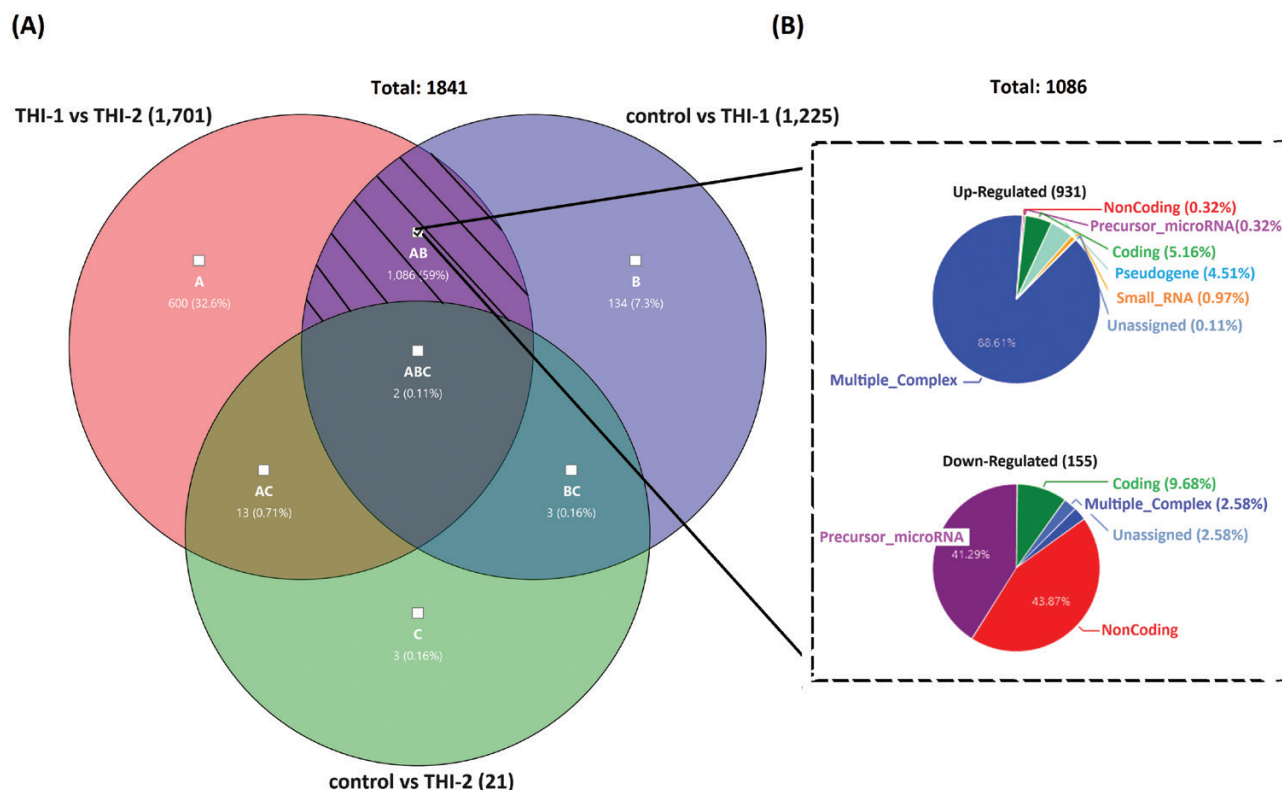 (A)
(B)
Total: 1841
Total: 1086
THI-1 vs THI-2 (1,701)
control vs THI-1 (1,225)
AB
1,086 (59%)
A
600 (32.6%)
B
134 (7.3%)
ABC
2 (0.11%)
AC
13 (0.71%)
BC
3 (0.16%)
C
3 (0.16%)
control vs THI-2 (21)
Up-Regulated (931)
NonCoding (0.32%)
Precursor_microRNA(0.32%
Coding (5.16%)
Pseudogene (4.51%)
Small_RNA (0.97%)
Unassigned (0.11%)
88.61%
Multiple_Complex
Down-Regulated (155)
Coding (9.68%)
Multiple_Complex (2.58%)
Unassigned (2.58%)
Precursor_microRNA
41.29%
43.87%
NonCoding